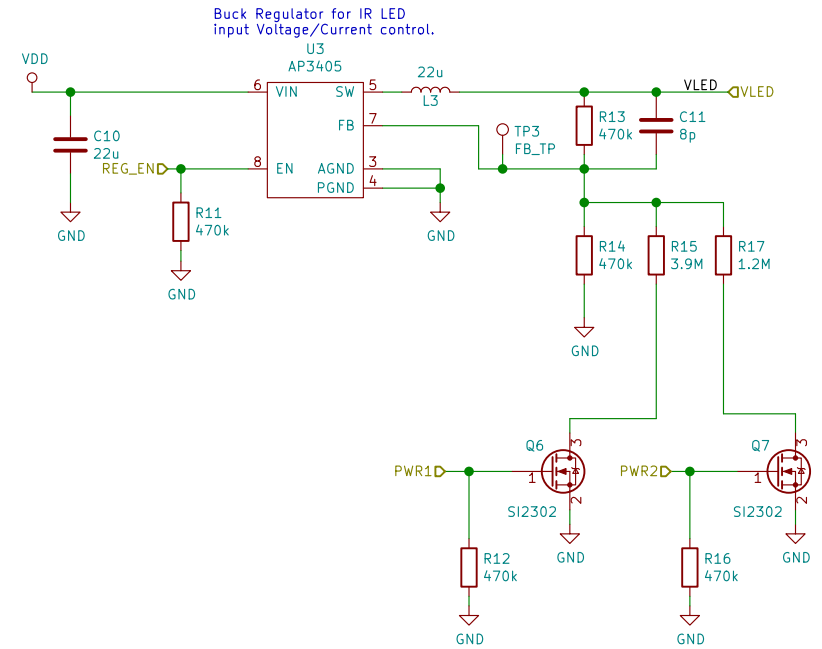 Buck Regulator for IR LED
input Voltage/Current control.
U3
AP3405
VDD
6
VIN
SW
5
22u
L3
VLED
VLED
FB
7
TP3
FB_TP
R13
470k
C11
8p
C10
22u
REG_EN
8
EN
AGND
3
PGND
4
GND
R11
470k
GND
GND
R14
470k
R15
3.9M
R17
1.2M
GND
PWR1
Q6
3
1
2
SI2302
GND
R12
470k
GND
PWR2
Q7
3
1
2
SI2302
GND
R16
470k
GND